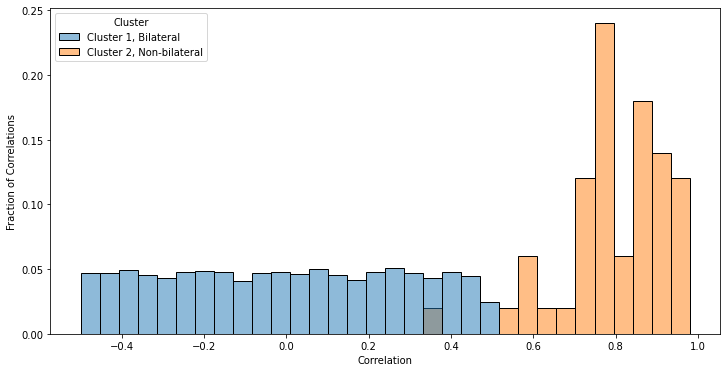 Cluster
Cluster 1, Bilateral
Cluster 2, Non-bilateral
Fraction of Correlations
0.25
0.20
0.15
0.10
0.05
0.00
−0.4
−0.2
0.0
0.2
0.4
0.6
0.8
1.0
Correlation